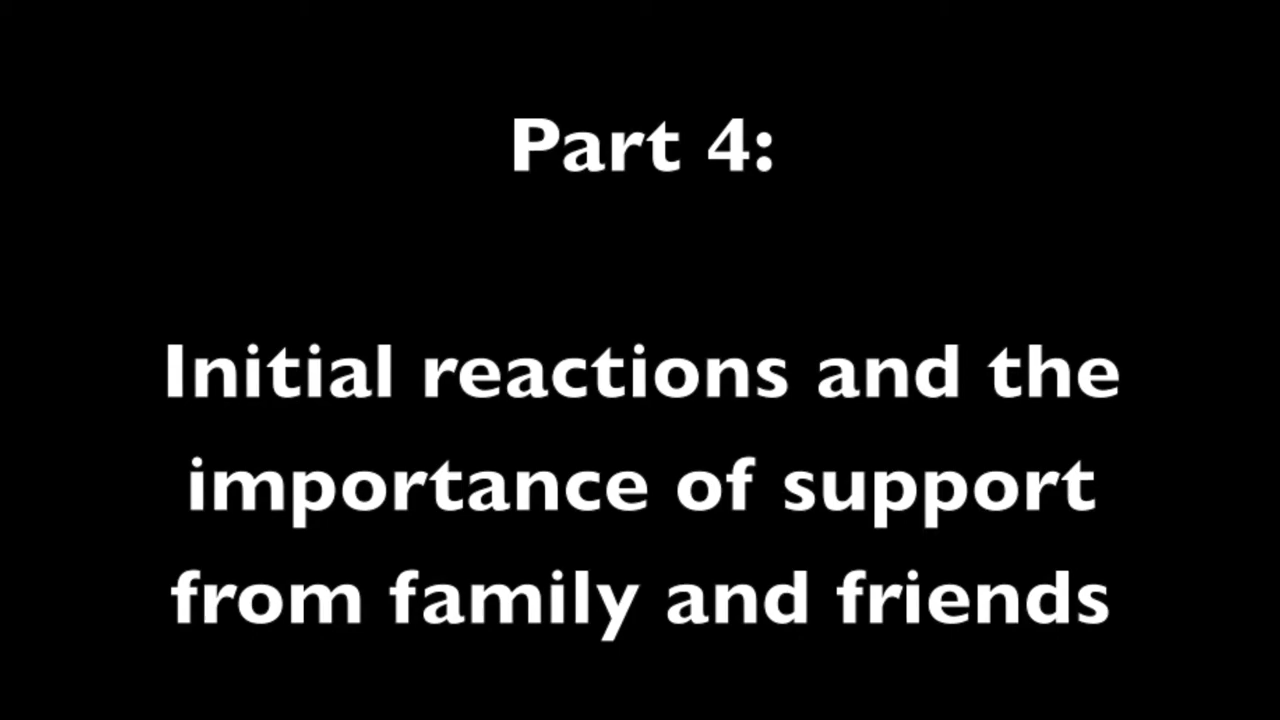 Part 4:
Initial reactions and the
importance of support
from family and friends